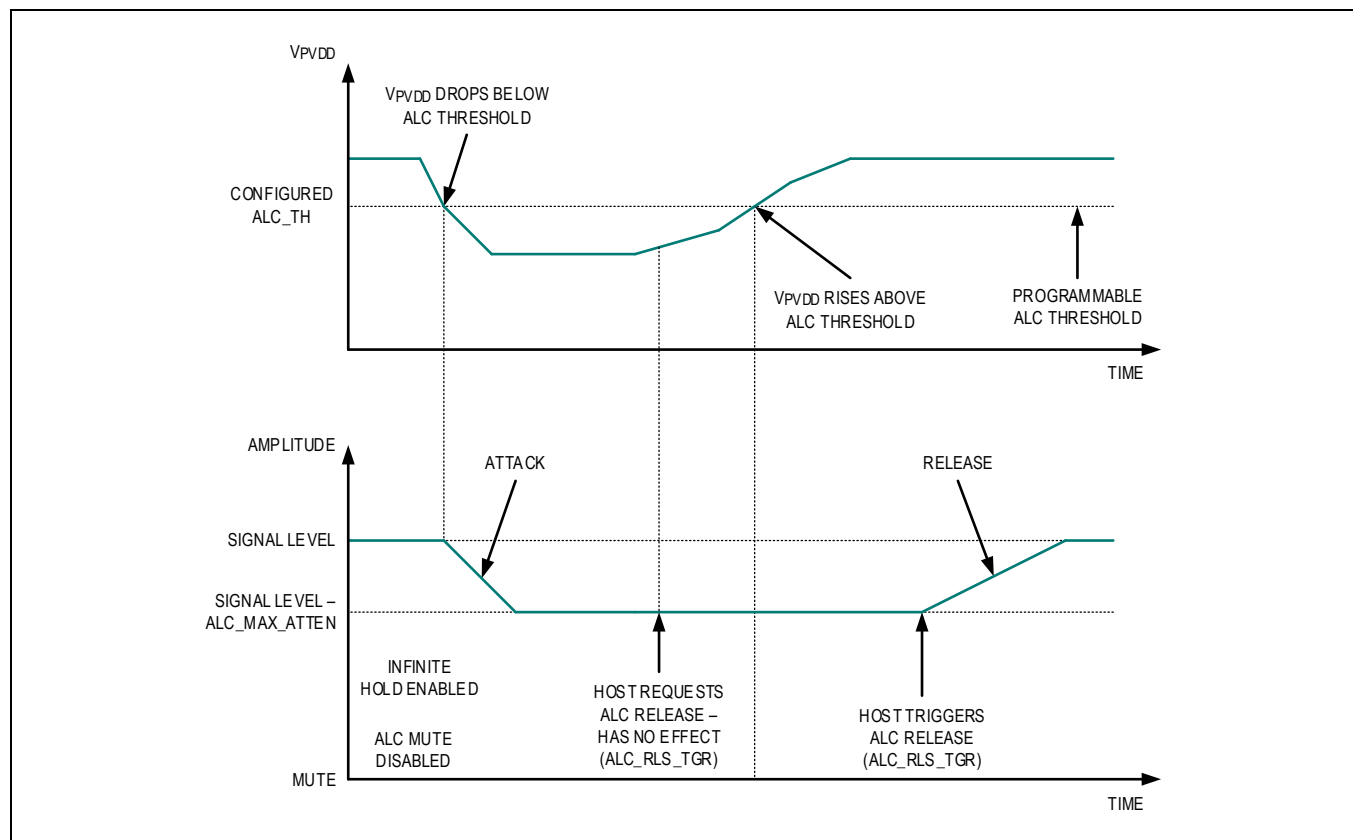 VPVDD
VPVDD DROPS BELOW
ALC THRESHOLD
CONFIGURED
ALC_TH
VPVDD RISES ABOVE
ALC THRESHOLD
PROGRAMMABLE
ALC THRESHOLD
TIME
AMPLITUDE
ATTACK
RELEASE
SIGNAL LEVEL
SIGNAL LEVEL –
ALC_MAX_ATTEN
INFINITE
HOLD ENABLED
ALC MUTE
DISABLED
HOST REQUESTS
ALC RELEASE –
HAS NO EFFECT
(ALC_RLS_TGR)
HOST TRIGGERS
ALC RELEASE
(ALC_RLS_TGR)
MUTE
TIME